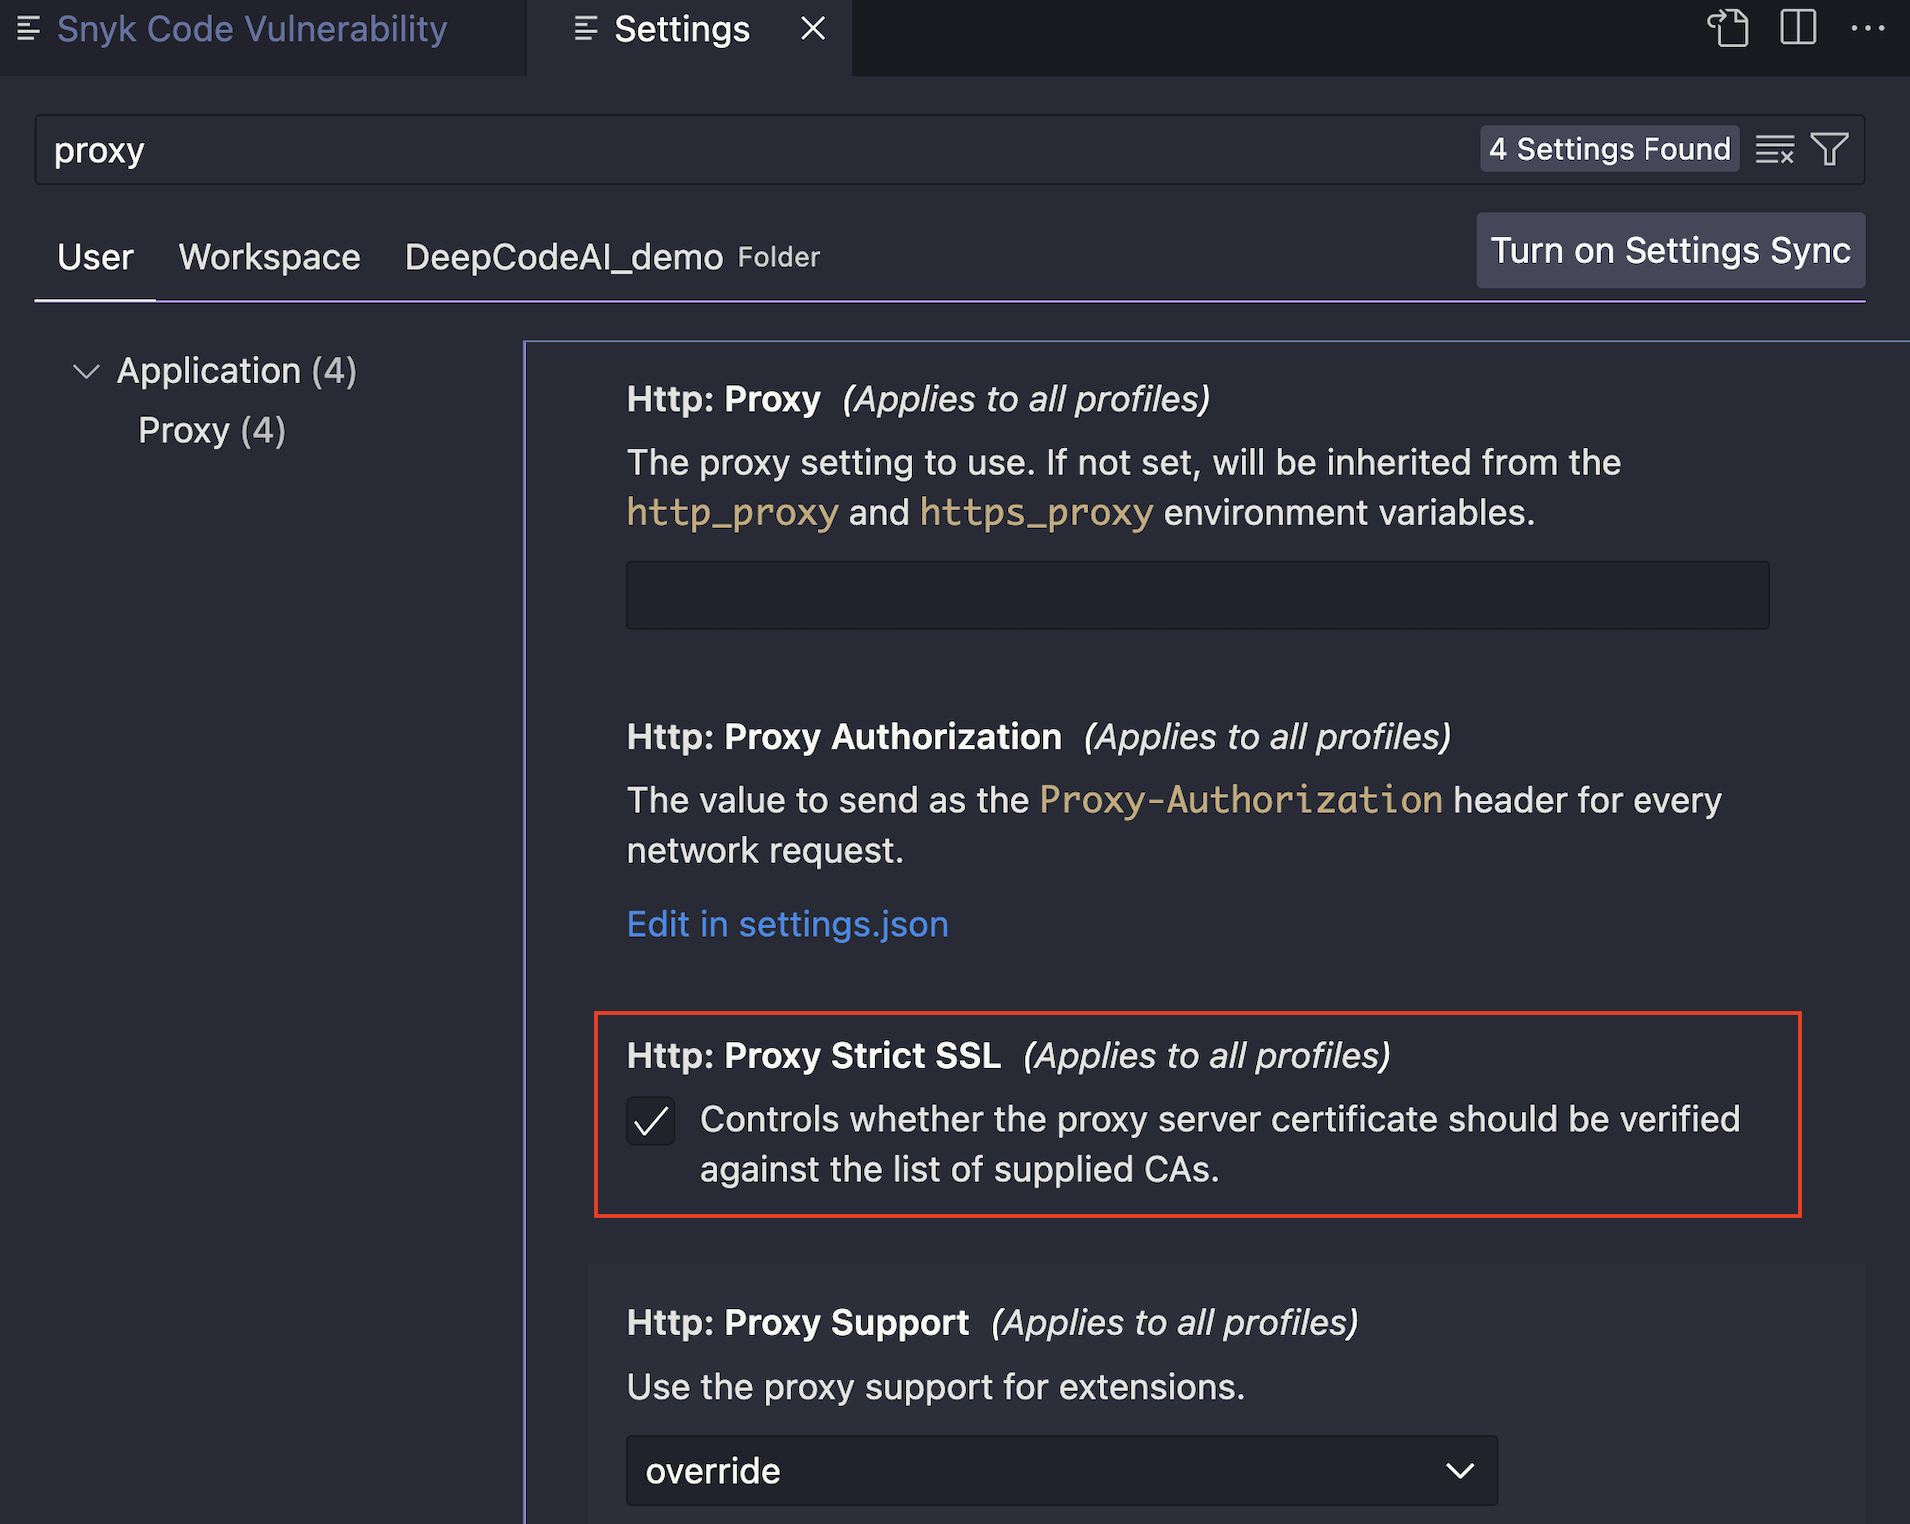 Snyk Code Vulnerability
Settings
proxy
4 Settings Found
User Workspace DeepCodeAI_demo Folder
Turn on Settings Sync
Application (4)
Proxy (4)
Http: Proxy (Applies to all profiles)
The proxy setting to use. If not set, will be inherited from the
http_proxy and https_proxy environment variables.
Http: Proxy Authorization (Applies to all profiles)
The value to send as the Proxy-Authorization header for every
network request.
Edit in settings.json
Http: Proxy Strict SSL (Applies to all profiles)
Controls whether the proxy server certificate should be verified
against the list of supplied CAs.
Http: Proxy Support (Applies to all profiles)
Use the proxy support for extensions.
override